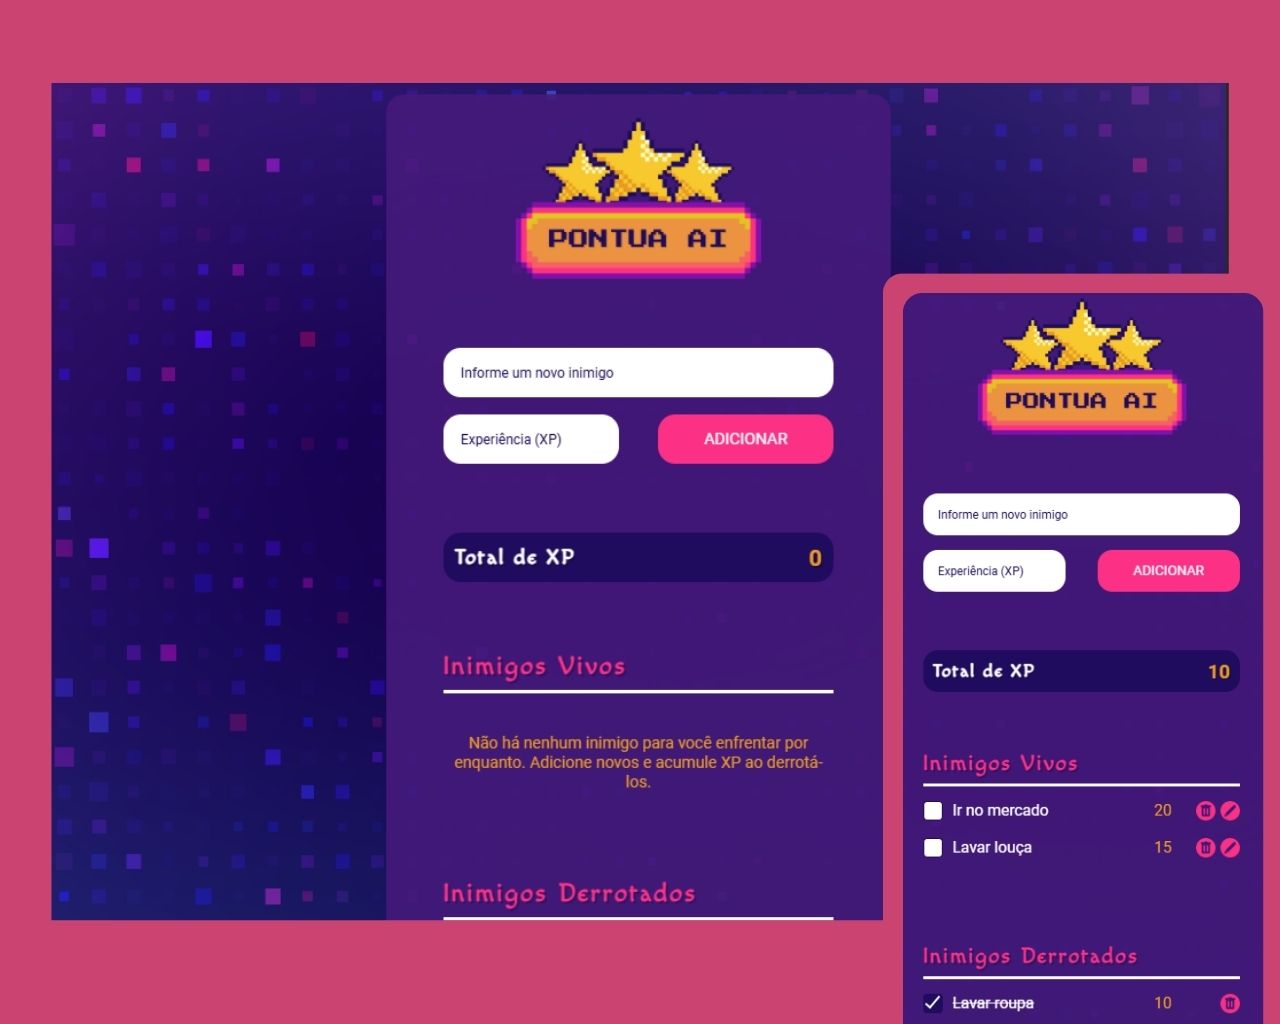 PONTUA AI
Informe um novo inimigo
Experiência (XP)
ADICIONAR
Total de XP
0
Inimigos Vivos
Não há nenhum inimigo para você enfrentar por
enquanto. Adicione novos e acumule XP ao derrotá-
los.
Inimigos Derrotados
PONTUA AI
Informe um novo inimigo
Experiência (XP)
ADICIONAR
Total de XP
10
Inimigos Vivos
Ir no mercado
20
Lavar louça
15
Inimigos Derrotados
Lavar roupa
10